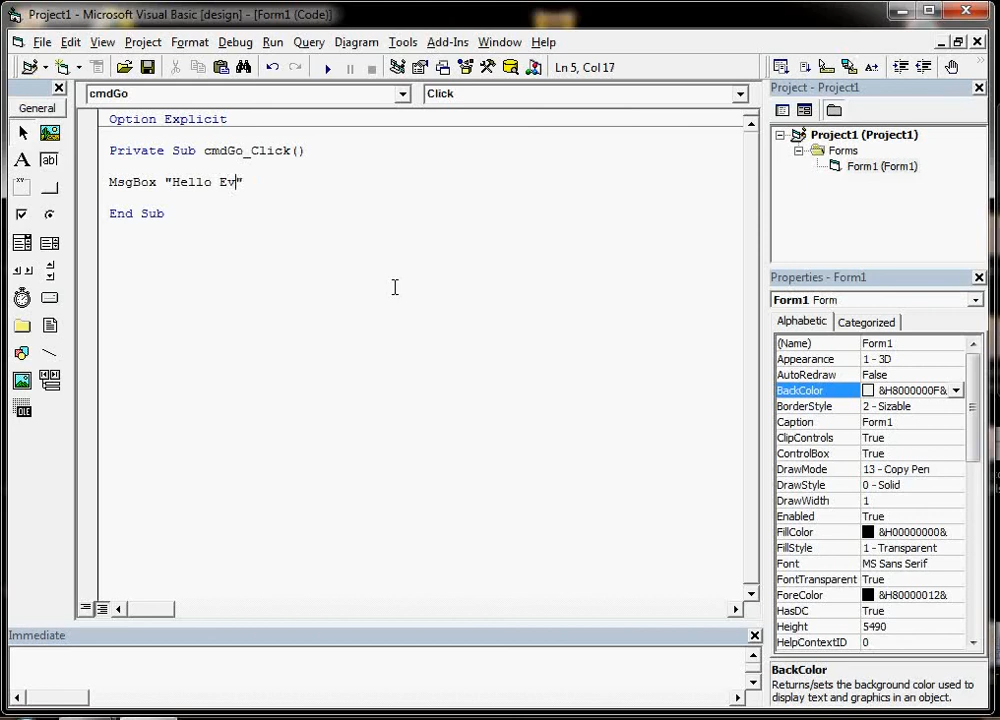 Project1 - Microsoft Visual Basic [design] - [Form1 (Code)]
File Edit View Project Format Debug Run Query Diagram Tools Add-Ins Window Help
Ln 5, Col 17
General
cmdGo
Click
Option Explicit
Private Sub cmdGo_Click()
MsgBox "Hello Ev"
End Sub
Immediate
Project - Project1
Project1 (Project1)
Forms
Form1 (Form1)
Properties - Form1
Form1 Form
Alphabetic Categorized
(Name) Form1
Appearance 1 - 3D
AutoRedraw False
BackColor &H8000000F&
BorderStyle 2 - Sizable
Caption Form1
ClipControls True
ControlBox True
DrawMode 13 - Copy Pen
DrawStyle 0 - Solid
DrawWidth 1
Enabled True
FillColor &H00000000&
FillStyle 1 - Transparent
Font MS Sans Serif
FontTransparent True
ForeColor &H80000012&
HasDC True
Height 5490
HelpContextID 0
BackColor
Returns/sets the background color used to
display text and graphics in an object.